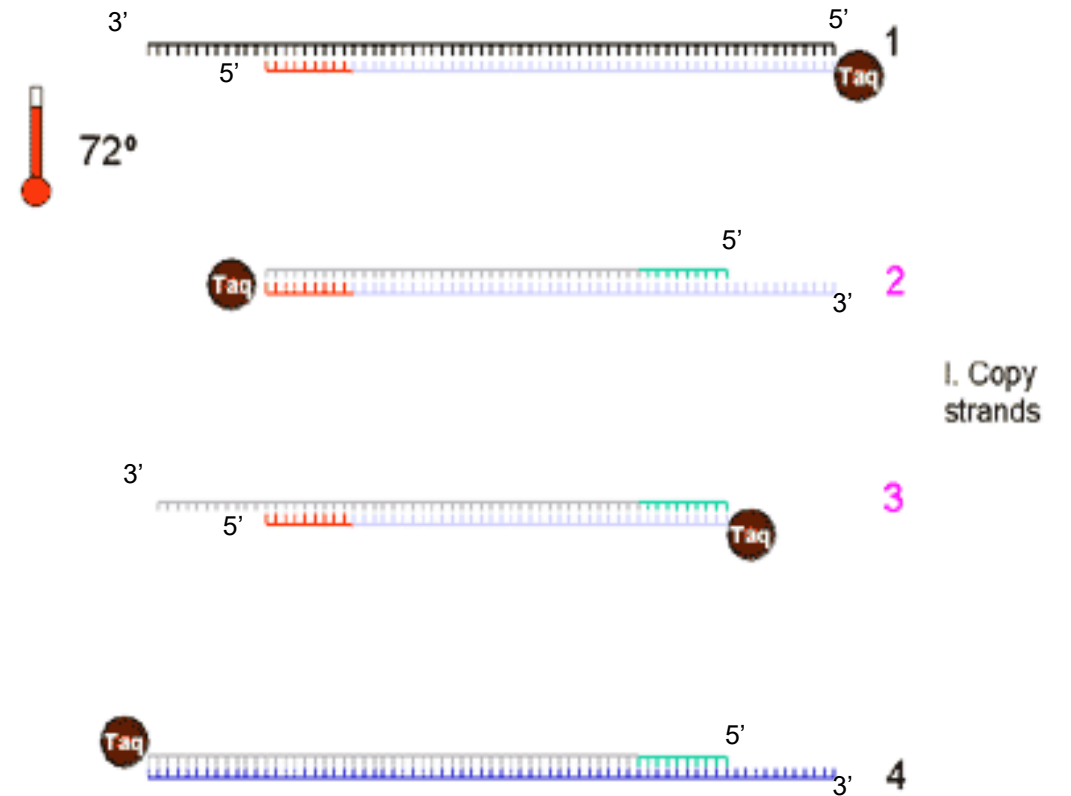 3’ 5’
1
5’ Taq
72º
5’
Taq 2
3’
I. Copy
strands
3’
3
5’ Taq
5’
Taq
4
3’